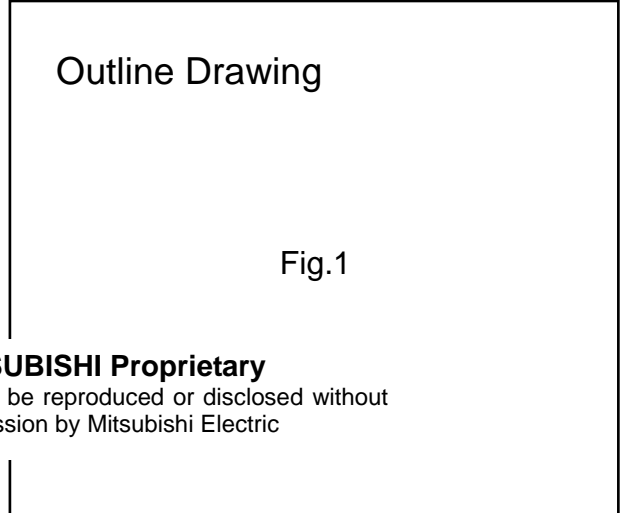 Outline Drawing
Fig.1
SUBISHI Proprietary
be reproduced or disclosed without
ssion by Mitsubishi Electric